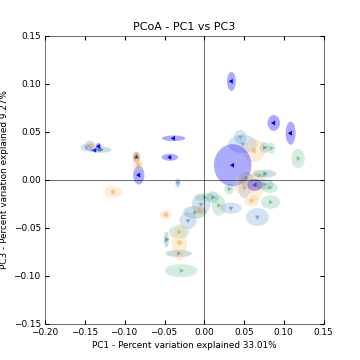 PCoA - PC1 vs PC3
PC3 - Percent variation explained 9.27%
0.15
0.10
0.05
0.00
−0.05
−0.10
−0.15
−0.20 −0.15 −0.10 −0.05 0.00 0.05 0.10 0.15
PC1 - Percent variation explained 33.01%